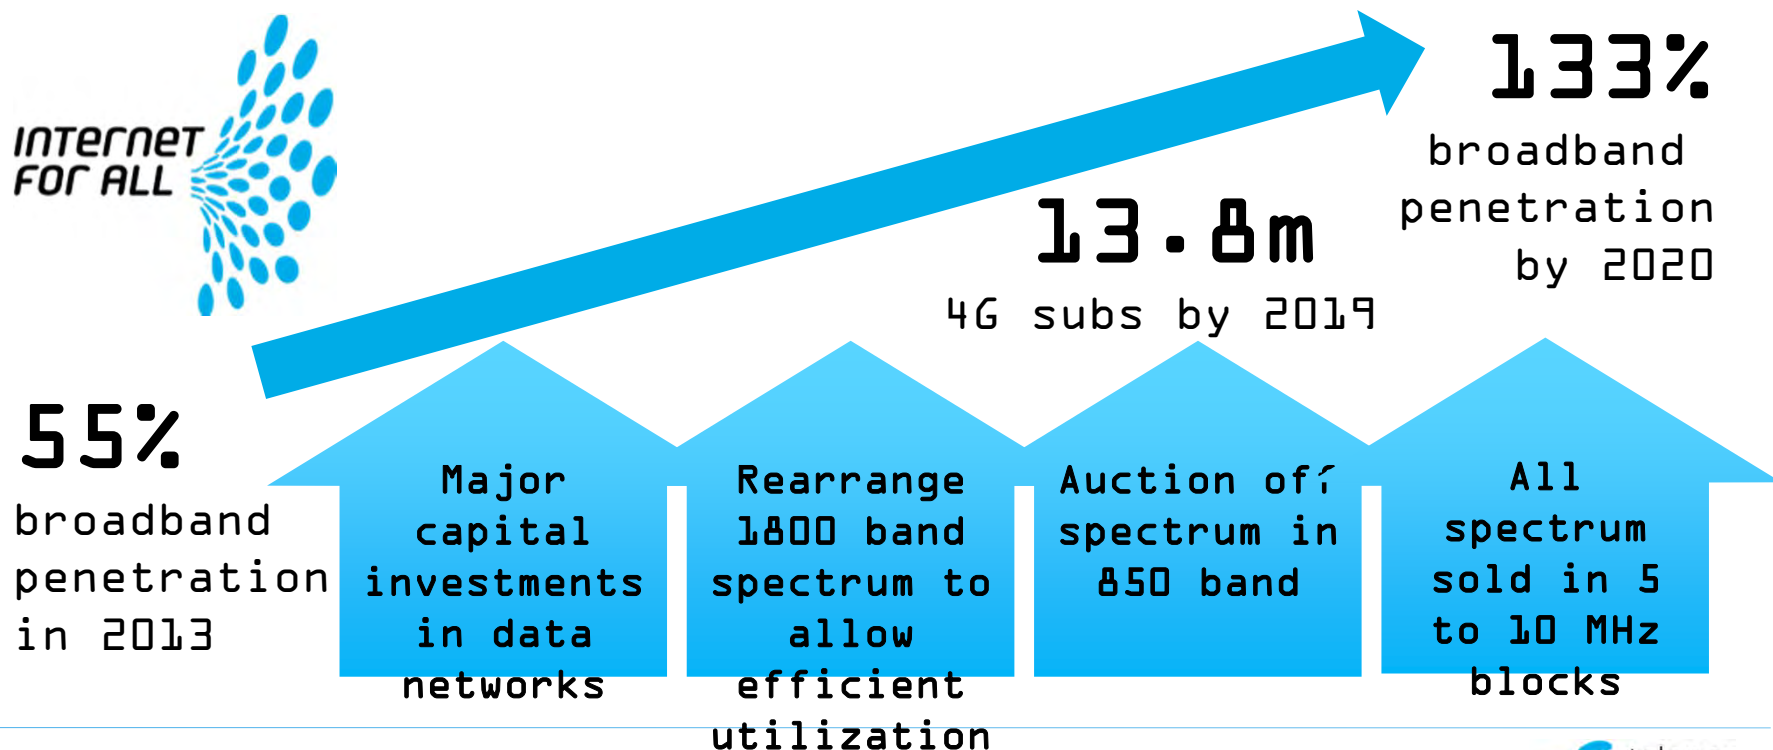 INTERNET
FOR ALL
133%
broadband
penetration
by 2020
13.8m
4G subs by 2019
55%
broadband
penetration
in 2013
Major
capital
investments
in data
networks
Rearrange
1800 band
spectrum to
allow
efficient
utilization
Auction off
spectrum in
850 band
All
spectrum
sold in 5
to 10 MHz
blocks